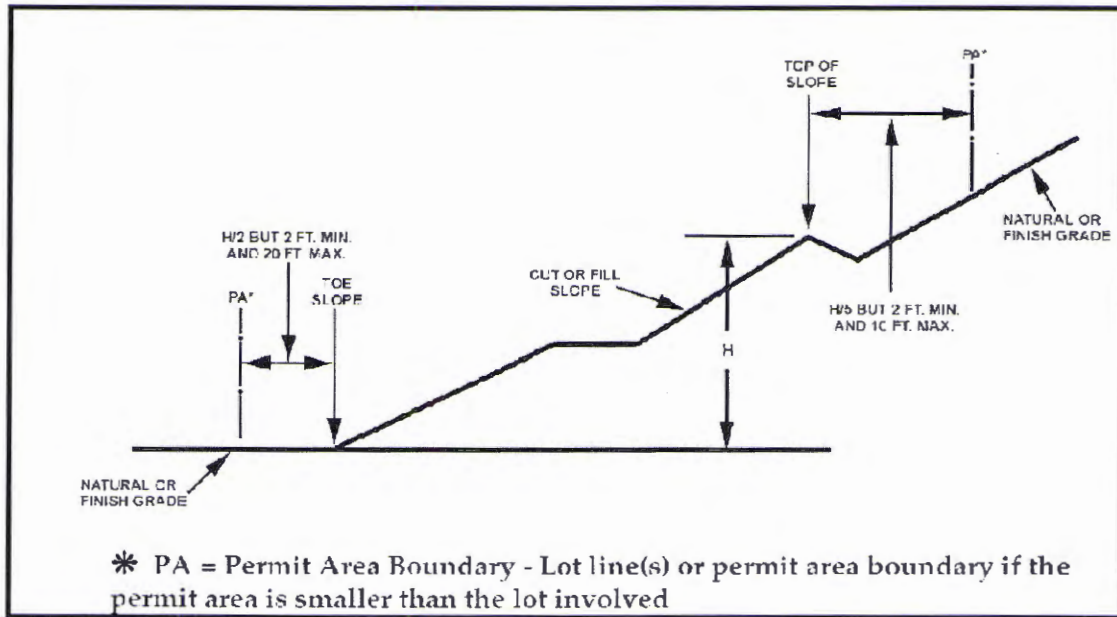 PA*
TOP OF
SLOPE
NATURAL OR
FINISH GRADE
H/2 BUT 2 FT. MIN.
AND 20 FT. MAX.
TOE
SLOPE
PA*
CUT OR FILL
SLOPE
H/5 BUT 2 FT. MIN.
AND 10 FT. MAX.
H
NATURAL OR
FINISH GRADE
* PA = Permit Area Boundary - Lot line(s) or permit area boundary if the
permit area is smaller than the lot involved